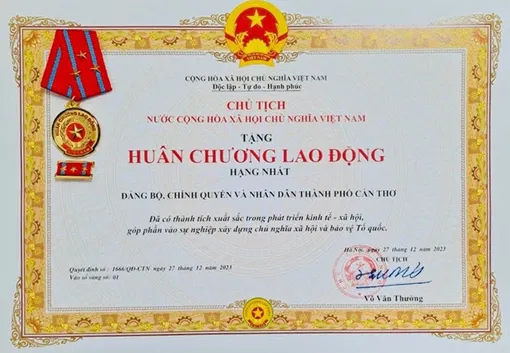 CỘNG HÒA XÃ HỘI CHỦ NGHĨA VIỆT NAM
Độc lập - Tự do - Hạnh phúc
CHỦ TỊCH
NƯỚC CỘNG HÒA XÃ HỘI CHỦ NGHĨA VIỆT NAM
TẶNG
HUÂN CHƯƠNG LAO ĐỘNG
HẠNG NHẤT
ĐẢNG BỘ, CHÍNH QUYỀN VÀ NHÂN DÂN THÀNH PHỐ CẦN THƠ
Đã có thành tích xuất sắc trong phát triển kinh tế - xã hội,
góp phần vào sự nghiệp xây dựng chủ nghĩa xã hội và bảo vệ Tổ quốc.
Hà Nội, ngày 27 tháng 12 năm 2023
Quyết định số: 1666/QĐ-CTN ngày 27 tháng 12 năm 2023
Vào sổ vàng số: 01
CHỦ TỊCH
Võ Văn Thưởng